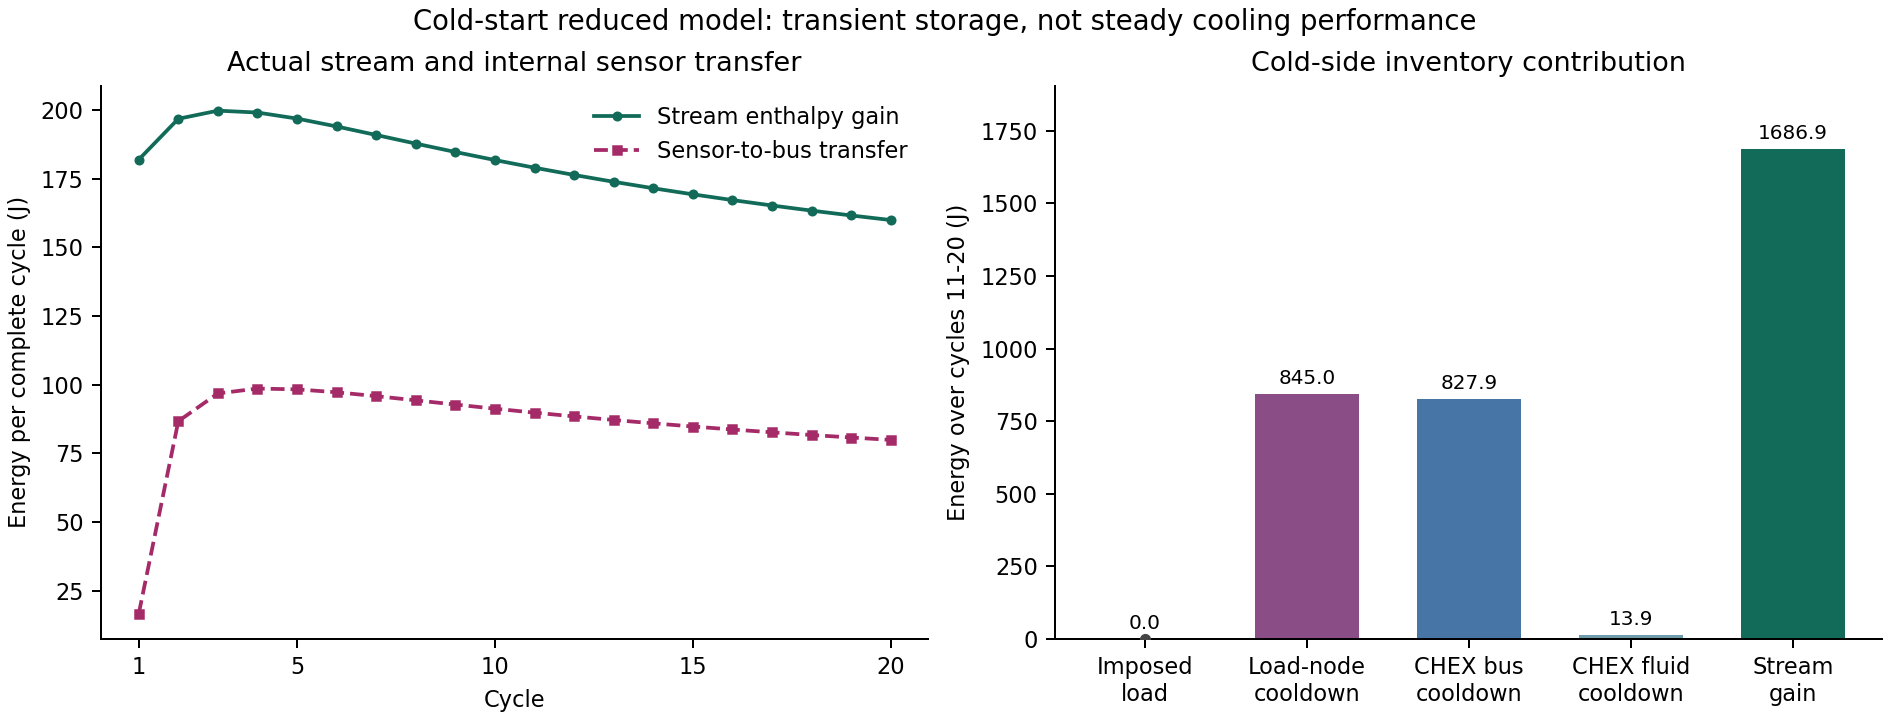 Cold-start reduced model: transient storage, not steady cooling performance
Actual stream and internal sensor transfer
Energy per complete cycle (J)
200
175
150
125
100
75
50
25
Stream enthalpy gain
Sensor-to-bus transfer
1
5
10
15
20
Cycle
Cold-side inventory contribution
Energy over cycles 11-20 (J)
1750
1500
1250
1000
750
500
250
0
0.0
845.0
827.9
13.9
1686.9
Imposed
load
Load-node
cooldown
CHEX bus
cooldown
CHEX fluid
cooldown
Stream
gain